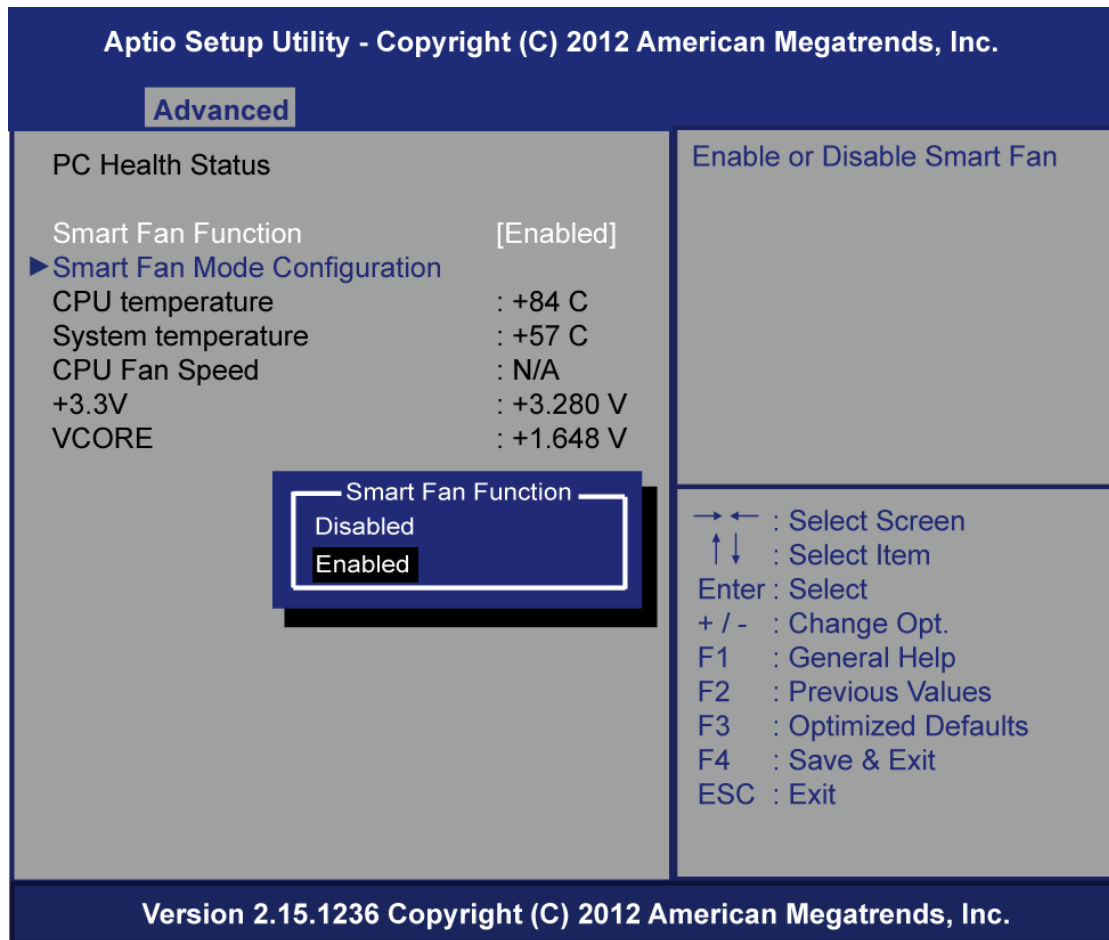 Aptio Setup Utility - Copyright (C) 2012 American Megatrends, Inc.
Advanced
PC Health Status
Smart Fan Function [Enabled]
►Smart Fan Mode Configuration
CPU temperature : +84 C
System temperature : +57 C
CPU Fan Speed : N/A
+3.3V : +3.280 V
VCORE : +1.648 V
Smart Fan Function
Disabled
Enabled
Enable or Disable Smart Fan
→← : Select Screen
↑↓ : Select Item
Enter : Select
+ / - : Change Opt.
F1 : General Help
F2 : Previous Values
F3 : Optimized Defaults
F4 : Save & Exit
ESC : Exit
Version 2.15.1236 Copyright (C) 2012 American Megatrends, Inc.